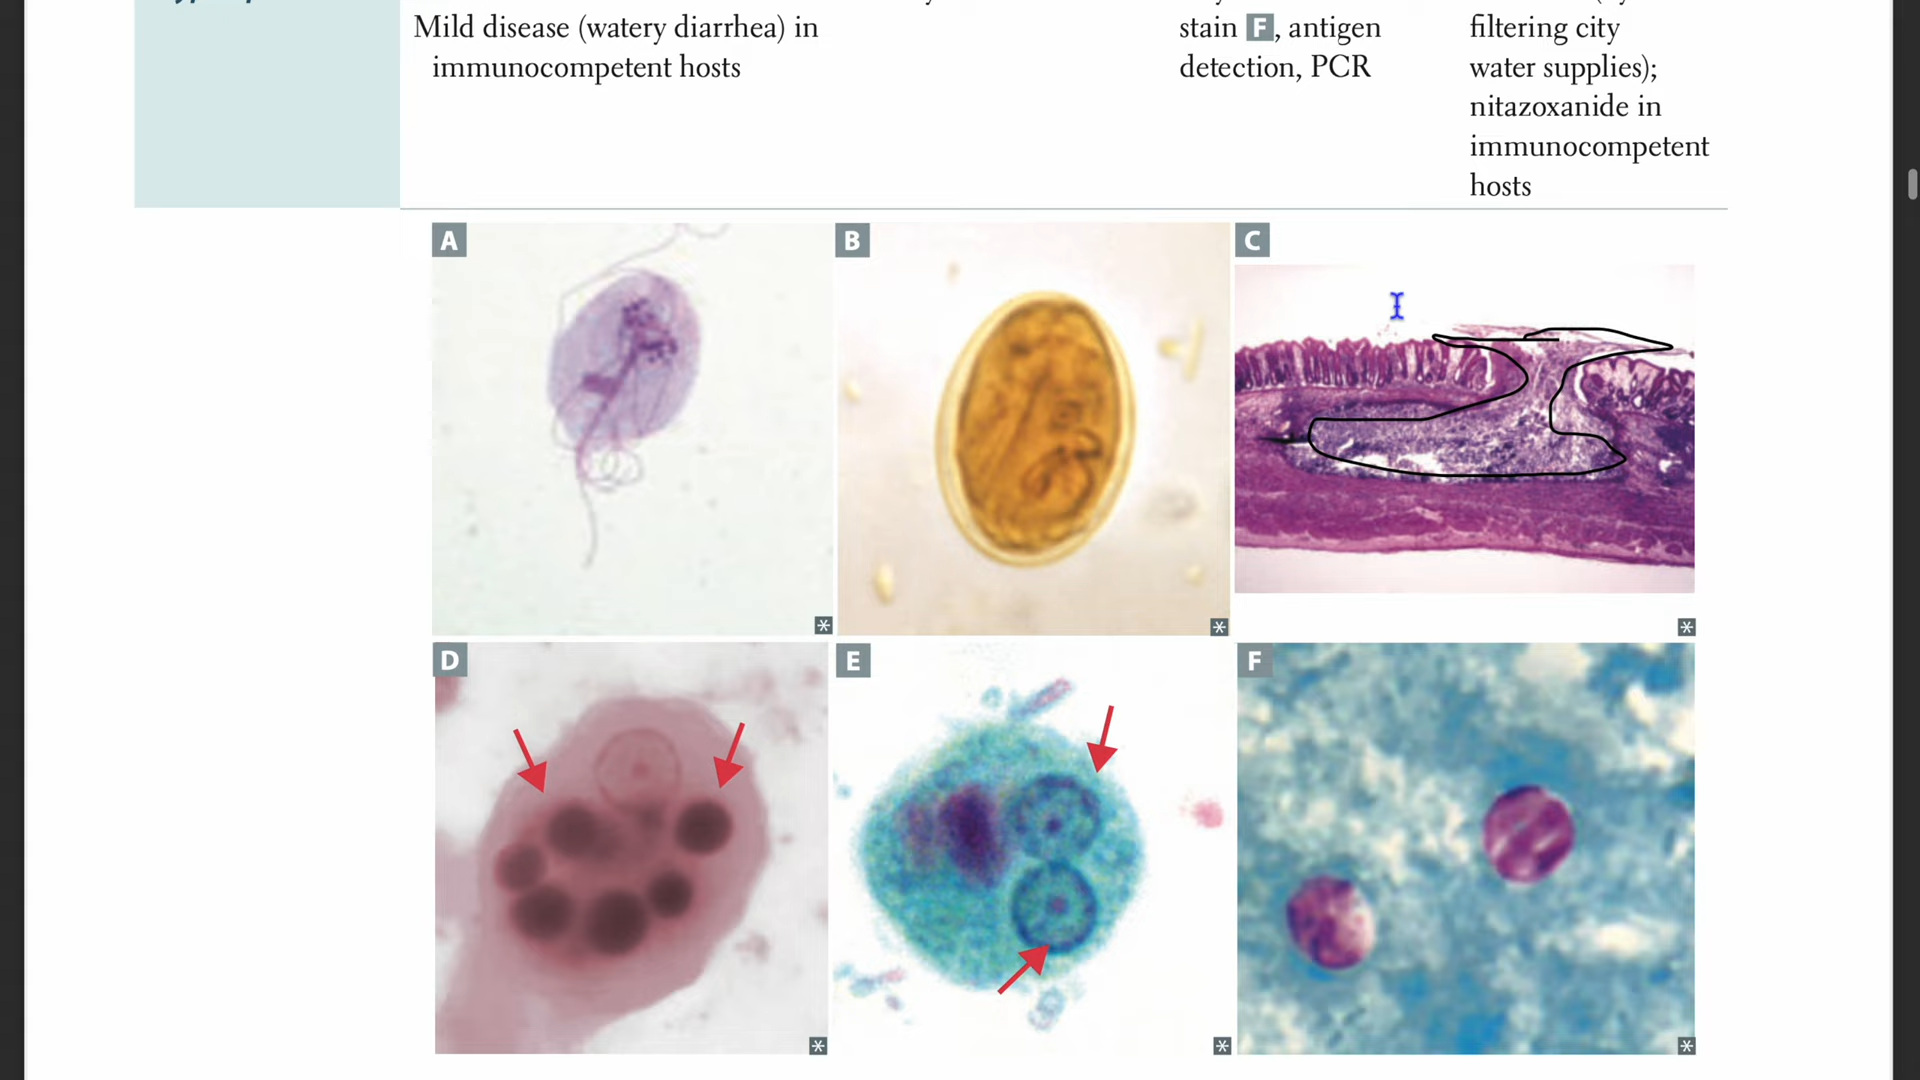 Mild disease (watery diarrhea) in
immunocompetent hosts
stain F, antigen
detection, PCR
filtering city
water supplies);
nitazoxanide in
immunocompetent
hosts
A
B
C
D
E
F